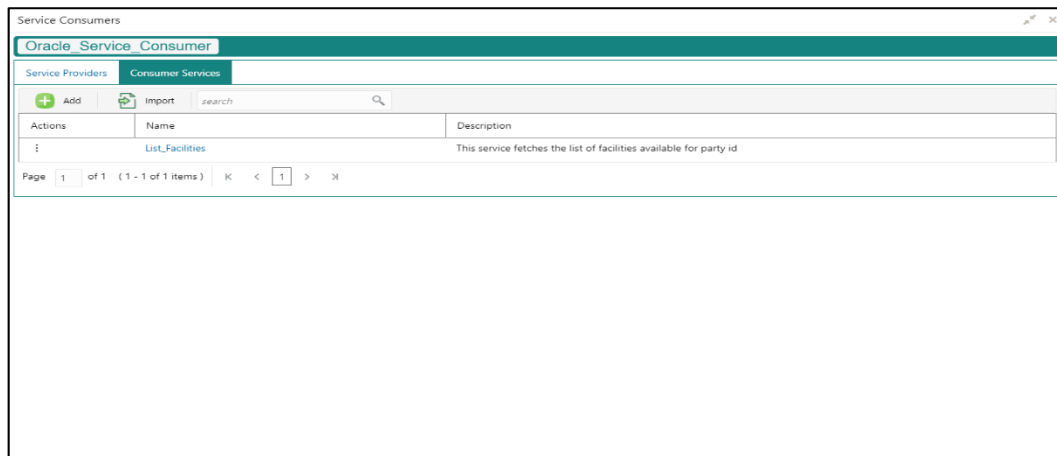 Service Consumers
Oracle_Service_Consumer
Service Providers Consumer Services
Add Import search
Actions Name Description
List_Facilities This service fetches the list of facilities available for party id
Page 1 of 1 ( 1 - 1 of 1 items ) K < 1 > >|